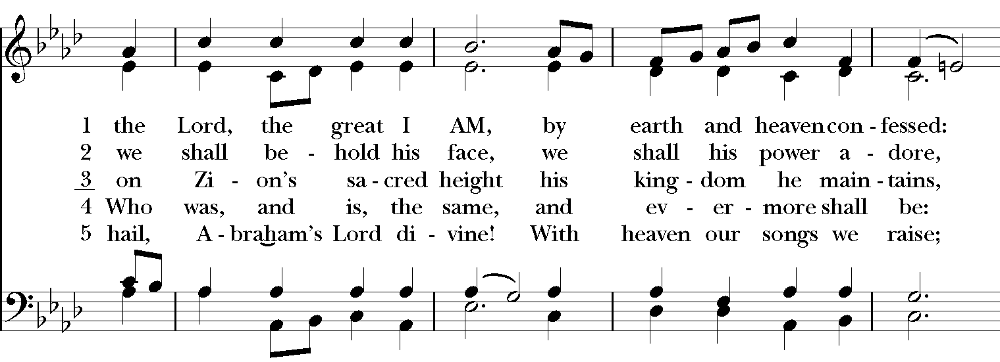 1 the Lord, the great I AM, by earth and heaven con - fessed:
2 we shall be - hold his face, we shall his power a - dore,
3 on Zi - on's sa - cred height his king - dom he main - tains,
4 Who was, and is, the same, and ev - er - more shall be:
5 hail, A - braham's Lord di - vine! With heaven our songs we raise;